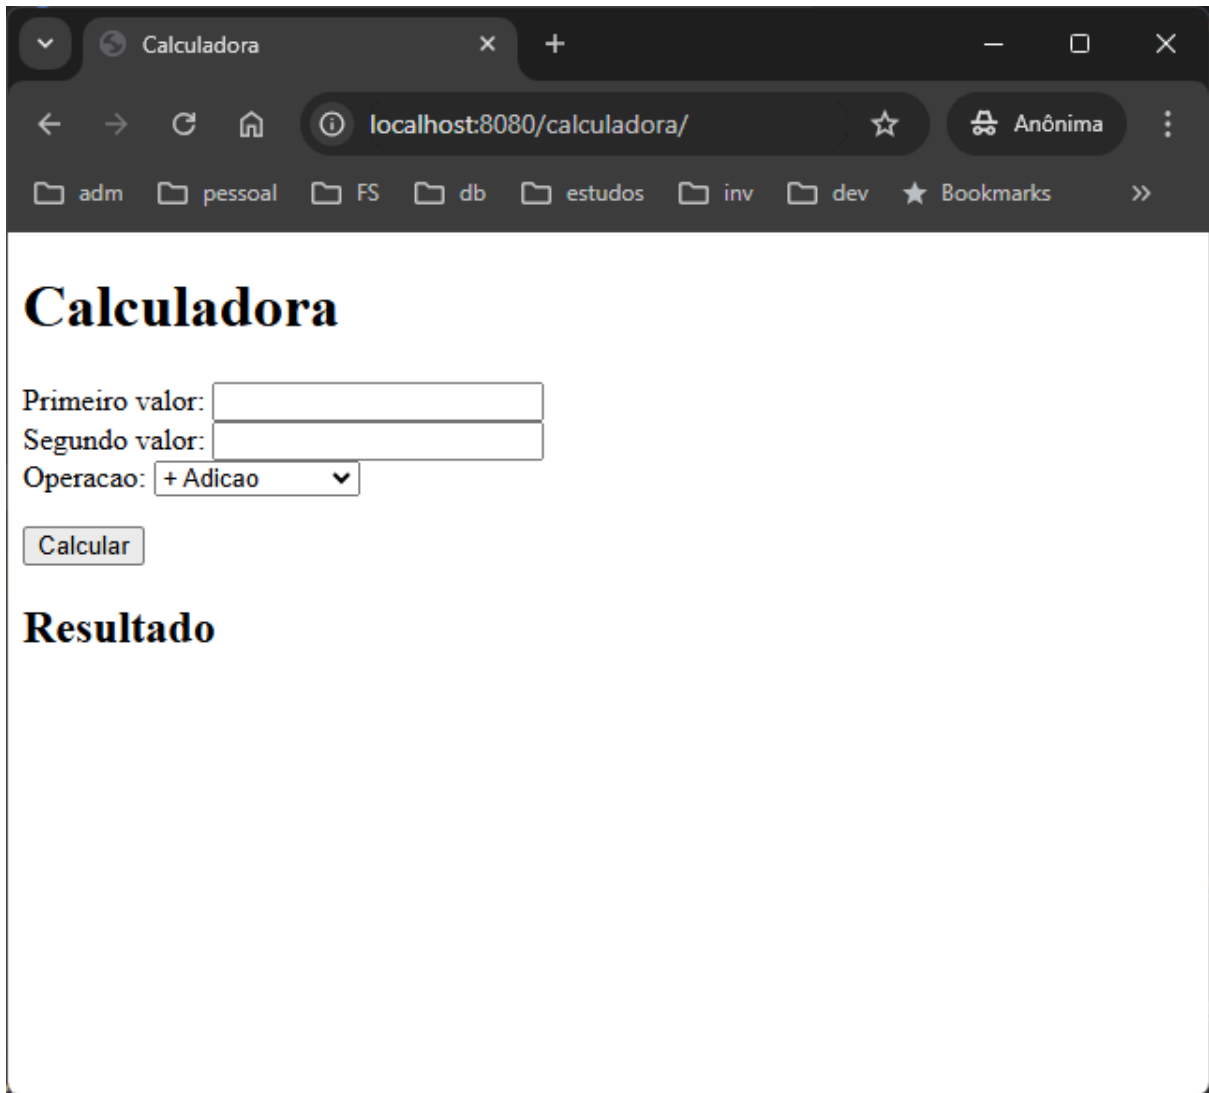 Calculadora
localhost:8080/calculadora/
Anônima
adm pessoal FS db estudos inv dev Bookmarks
Calculadora
Primeiro valor:
Segundo valor:
Operacao: + Adicao
Calcular
Resultado